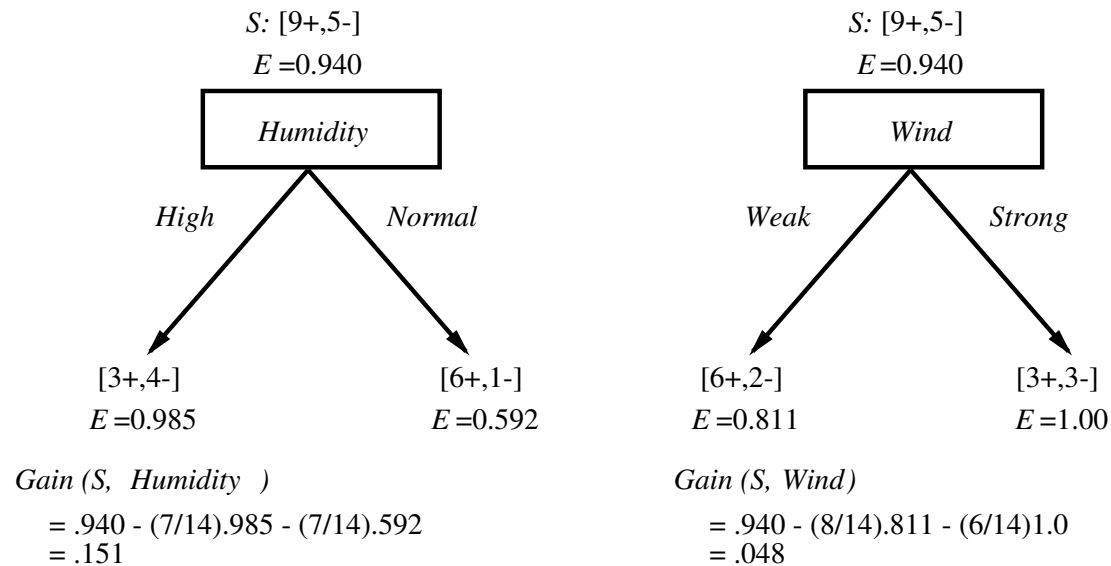 S: [9+,5-]
E =0.940
Humidity
High
Normal
[3+,4-]
E =0.985
[6+,1-]
E =0.592
Gain (S, Humidity )
= .940 - (7/14).985 - (7/14).592
= .151
S: [9+,5-]
E =0.940
Wind
Weak
Strong
[6+,2-]
E =0.811
[3+,3-]
E =1.00
Gain (S, Wind)
= .940 - (8/14).811 - (6/14)1.0
= .048